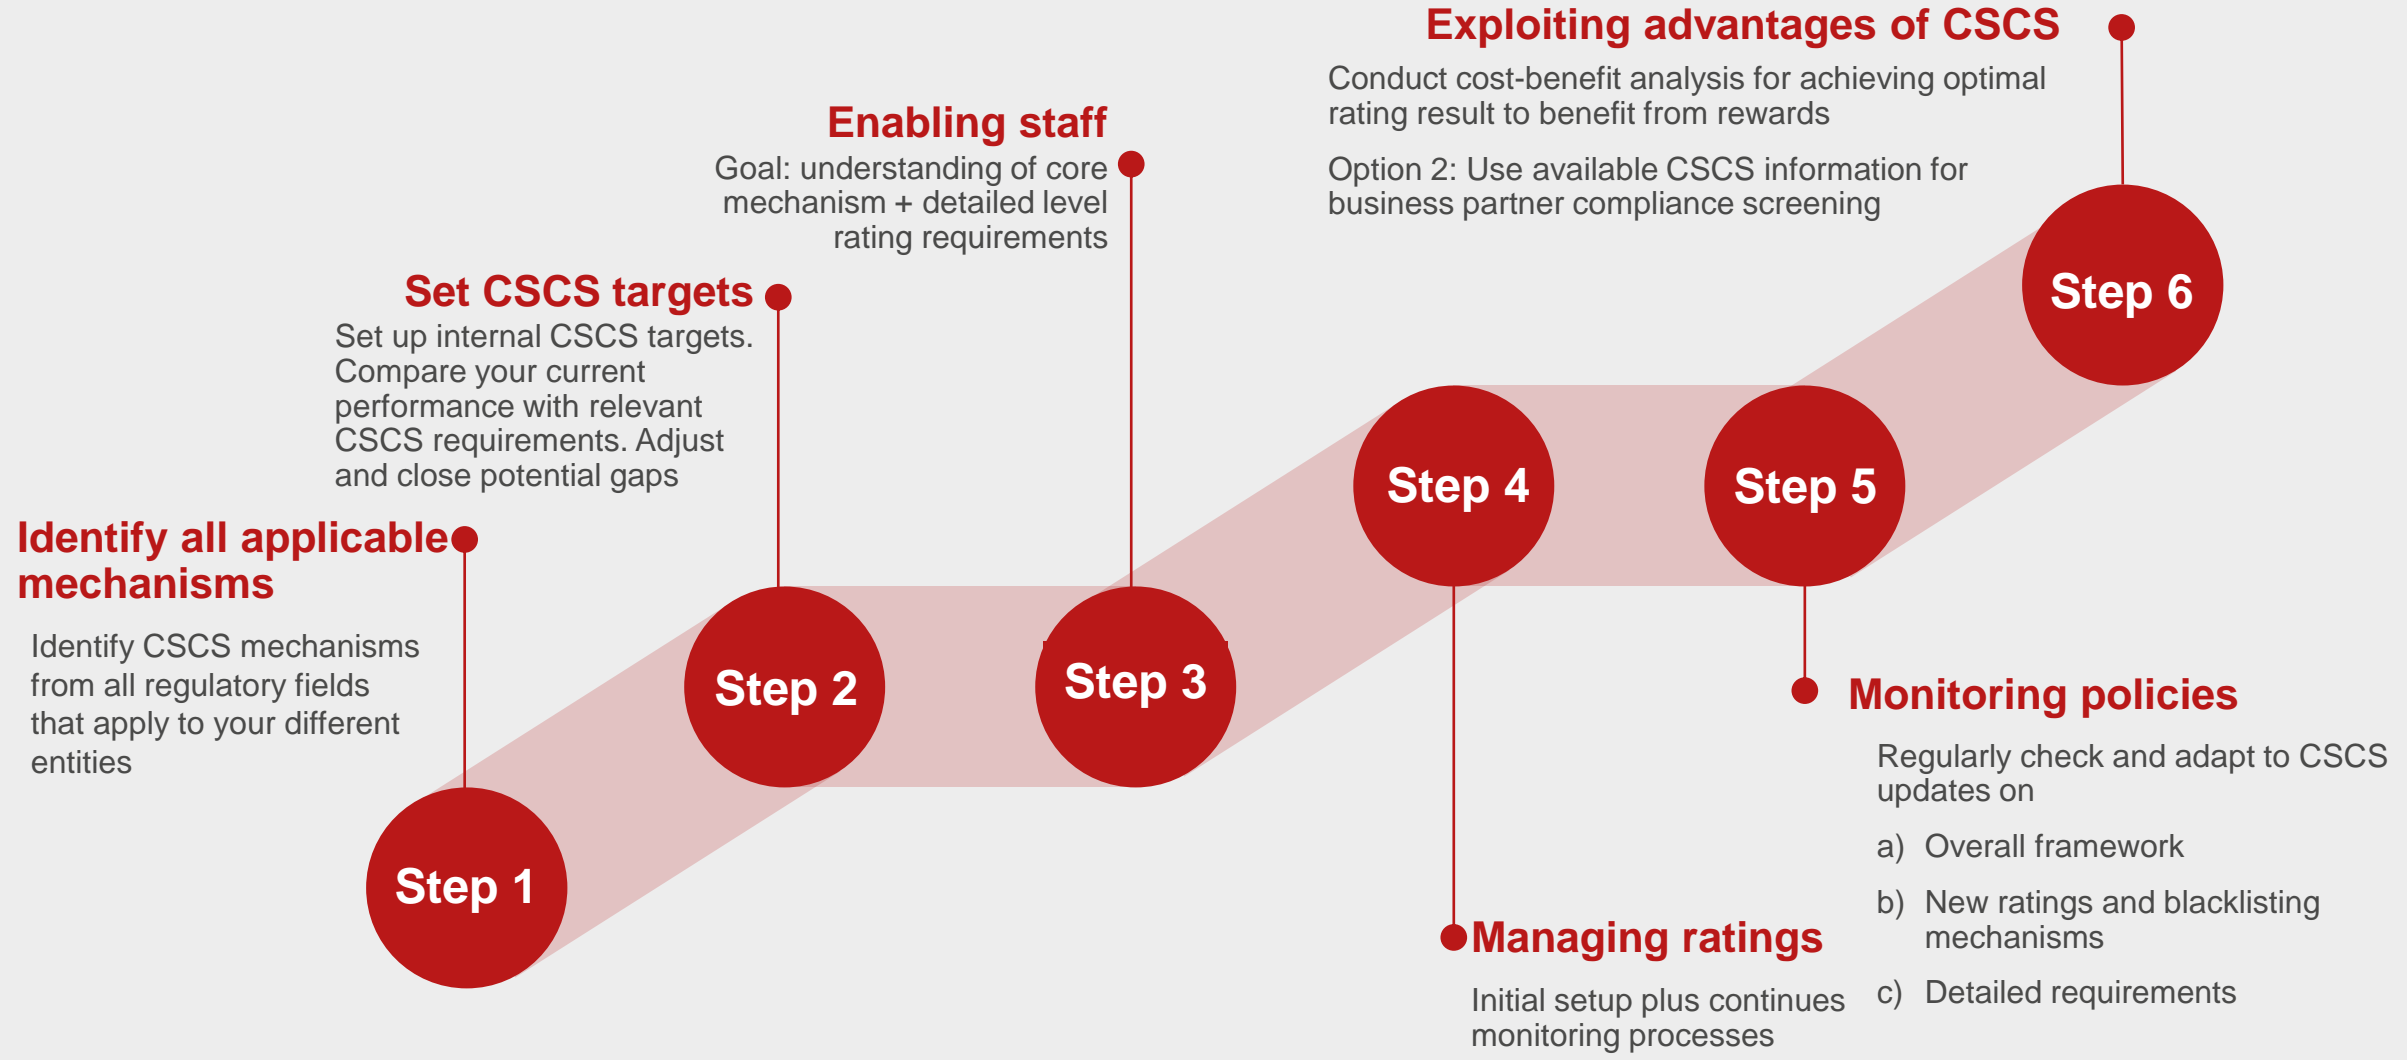 Identify all applicable
mechanisms
Identify CSCS mechanisms
from all regulatory fields
that apply to your different
entities
Step 1
Set CSCS targets
Set up internal CSCS targets.
Compare your current
performance with relevant
CSCS requirements. Adjust
and close potential gaps
Step 2
Enabling staff
Goal: understanding of core
mechanism + detailed level
rating requirements
Step 3
Step 4
Managing ratings
Initial setup plus continues
monitoring processes
Step 5
Monitoring policies
Regularly check and adapt to CSCS
updates on
a) Overall framework
b) New ratings and blacklisting
mechanisms
c) Detailed requirements
Exploiting advantages of CSCS
Conduct cost-benefit analysis for achieving optimal
rating result to benefit from rewards
Option 2: Use available CSCS information for
business partner compliance screening
Step 6